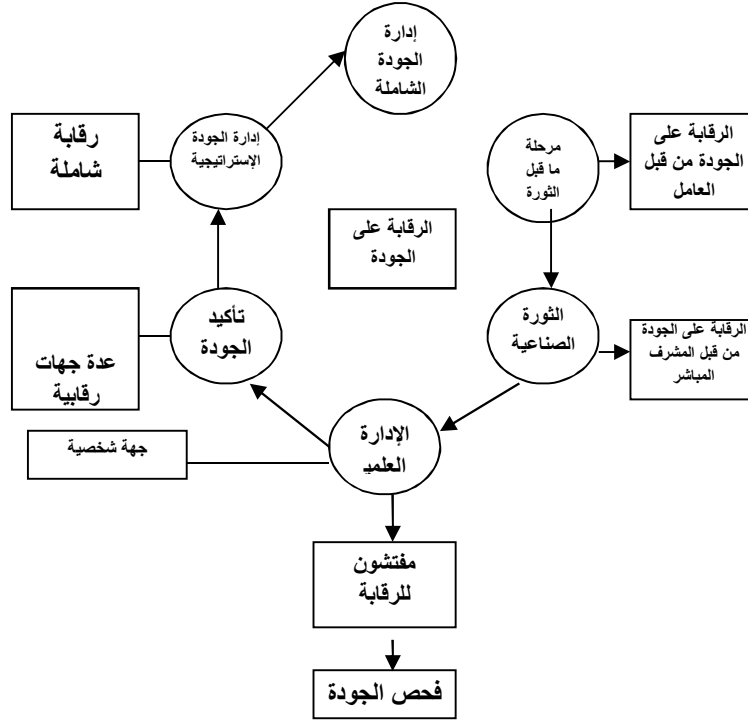 إدارة
الجودة
الشاملة
رقابة
شاملة
إدارة الجودة
الإستراتيجية
مرحلة
ما قبل
الثورة
الرقابة على
الجودة من قبل
العامل
الرقابة على
الجودة
تأكيد
الجودة
عدة جهات
رقابية
الثورة
الصناعية
الرقابة على الجودة
من قبل المشرف
المباشر
الإدارة
العلمي
جهة شخصية
مفتشون
للرقابة
فحص الجودة